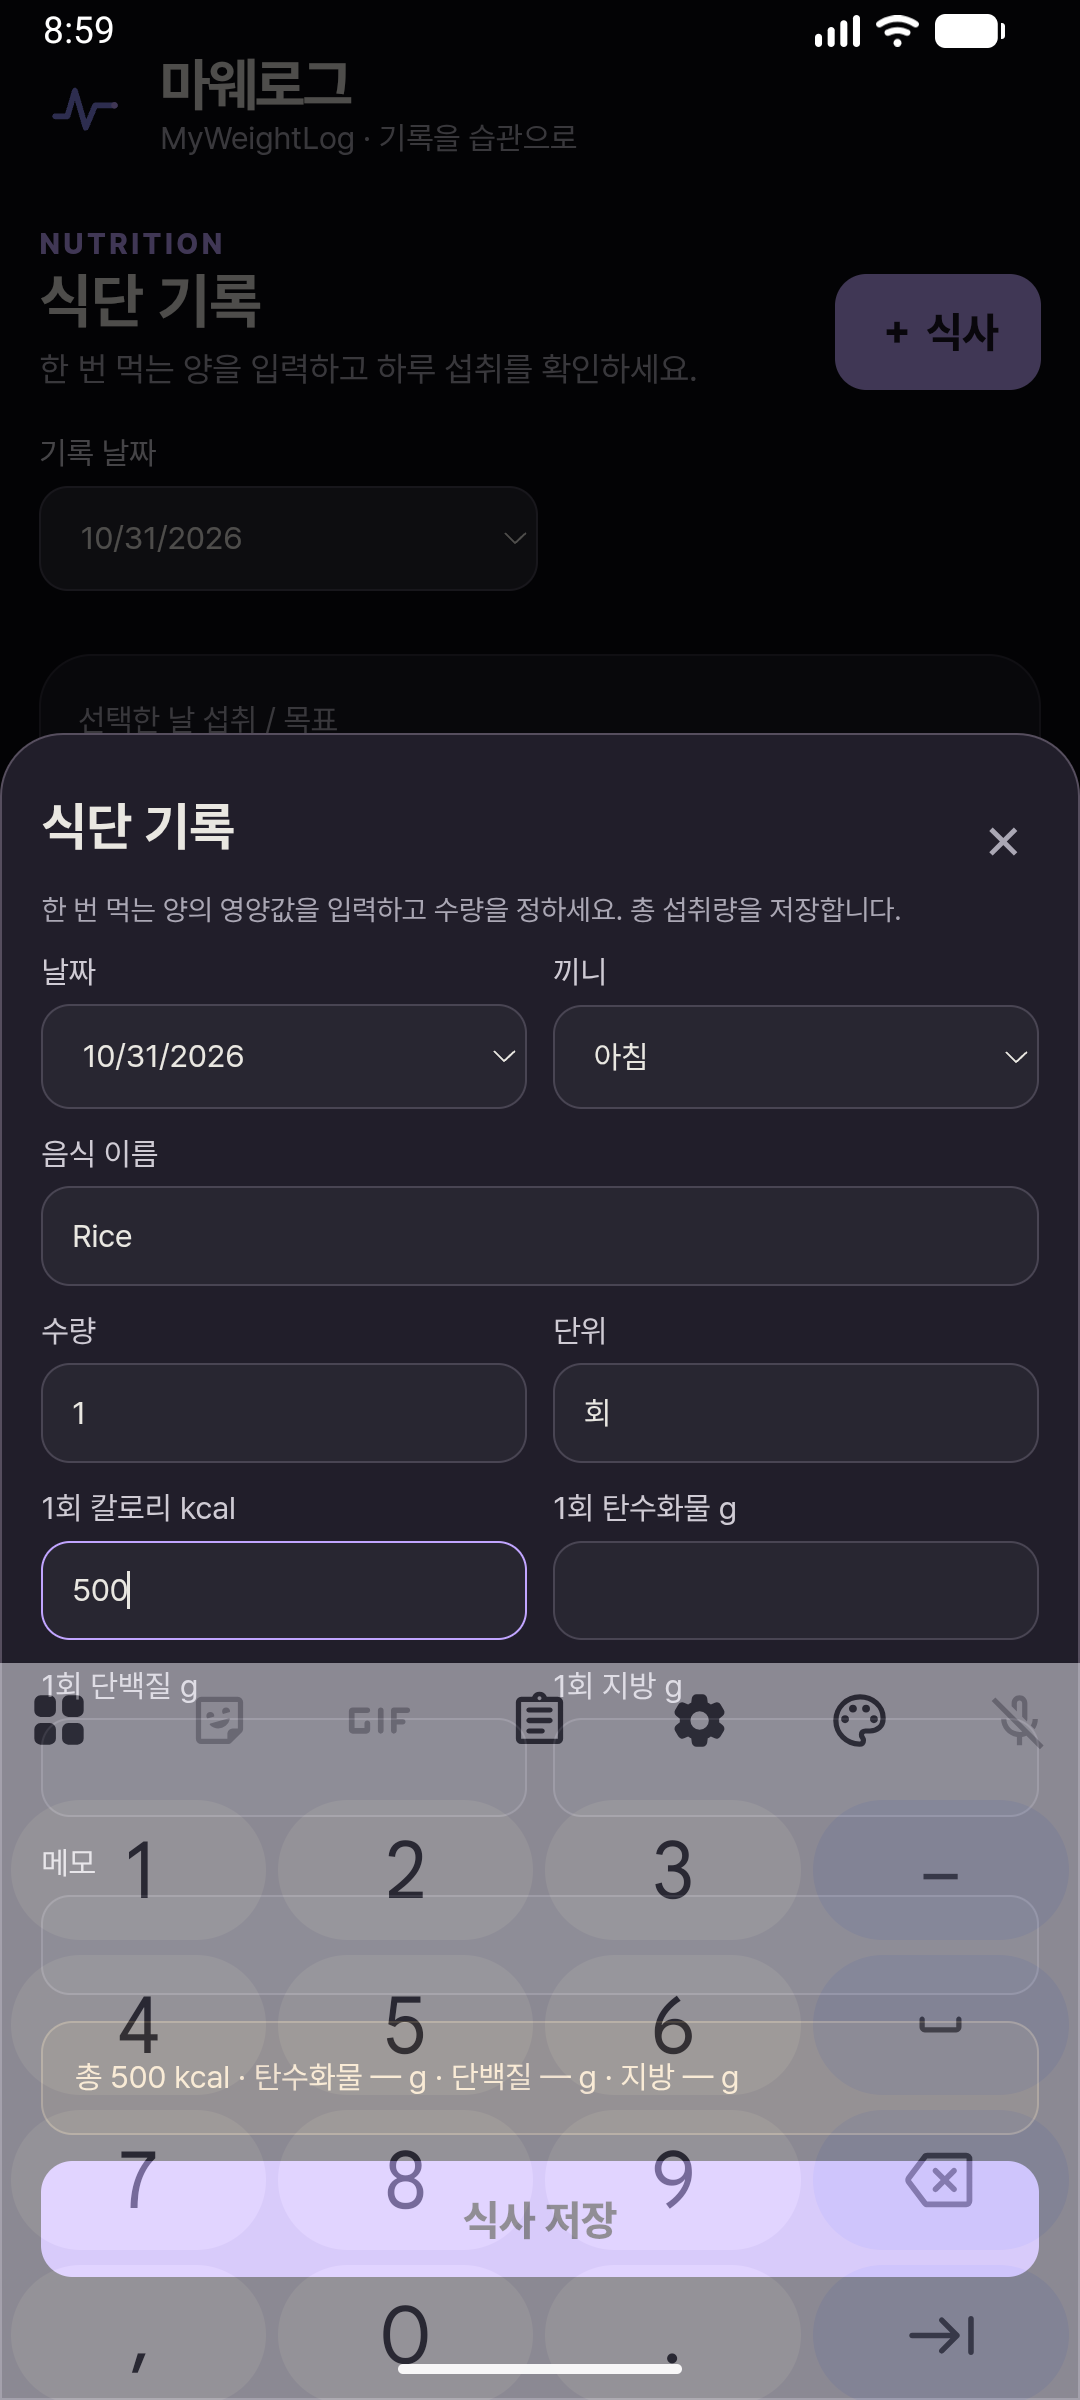 8:59
마웨로그
MyWeightLog · 기록을 습관으로
NUTRITION
식단 기록
+ 식사
한 번 먹는 양을 입력하고 하루 섭취를 확인하세요.
기록 날짜
10/31/2026
선택한 날 섭취 / 목표
식단 기록
한 번 먹는 양의 영양값을 입력하고 수량을 정하세요. 총 섭취량을 저장합니다.
날짜 끼니
10/31/2026 아침
음식 이름
Rice
수량 단위
1 회
1회 칼로리 kcal 1회 탄수화물 g
500
1회 단백질 g 1회 지방 g
GIF
메모
1 2 3 –
4 5 6
총 500 kcal · 탄수화물 — g · 단백질 — g · 지방 — g
7 8 9
식사 저장
, 0 .